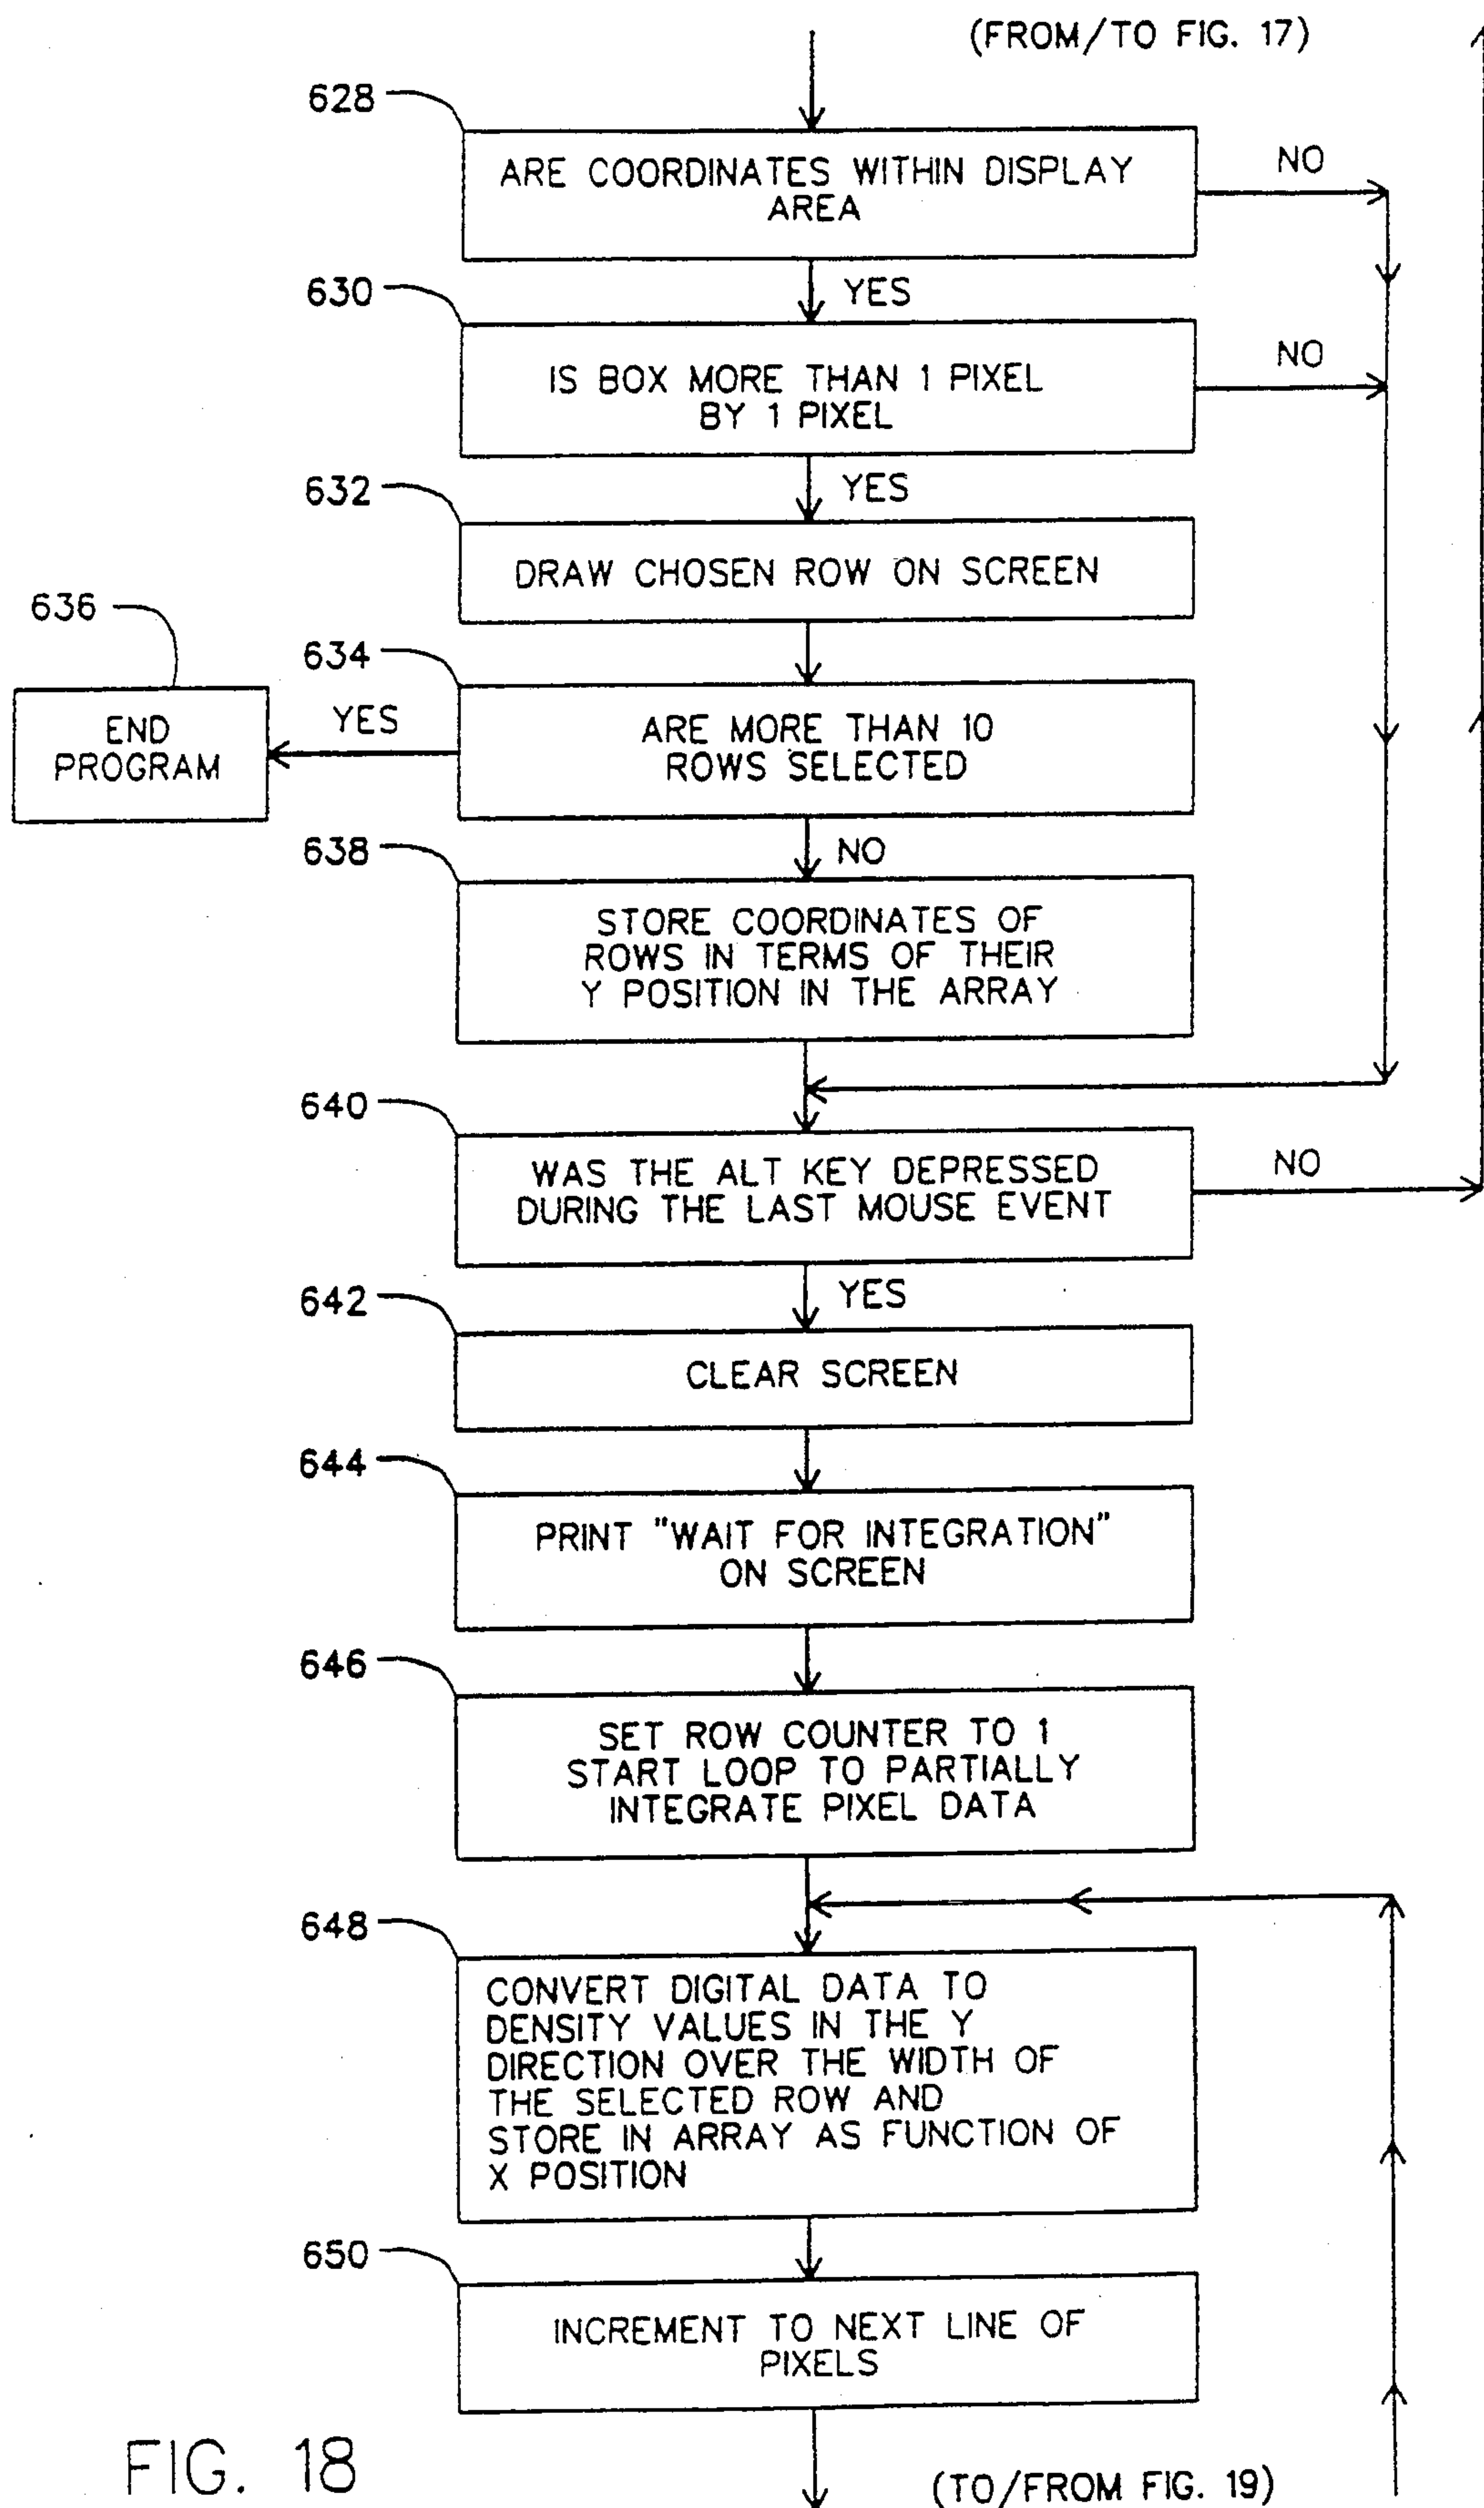 (FROM/TO FIG. 17)
628
ARE COORDINATES WITHIN DISPLAY
AREA
NO
YES
630
IS BOX MORE THAN 1 PIXEL
BY 1 PIXEL
NO
YES
632
DRAW CHOSEN ROW ON SCREEN
636
END
PROGRAM
YES
634
ARE MORE THAN 10
ROWS SELECTED
NO
638
STORE COORDINATES OF
ROWS IN TERMS OF THEIR
Y POSITION IN THE ARRAY
640
WAS THE ALT KEY DEPRESSED
DURING THE LAST MOUSE EVENT
NO
YES
642
CLEAR SCREEN
644
PRINT "WAIT FOR INTEGRATION"
ON SCREEN
646
SET ROW COUNTER TO 1
START LOOP TO PARTIALLY
INTEGRATE PIXEL DATA
648
CONVERT DIGITAL DATA TO
DENSITY VALUES IN THE Y
DIRECTION OVER THE WIDTH OF
THE SELECTED ROW AND
STORE IN ARRAY AS FUNCTION OF
X POSITION
650
INCREMENT TO NEXT LINE OF
PIXELS
FIG. 18
(TO/FROM FIG. 19)